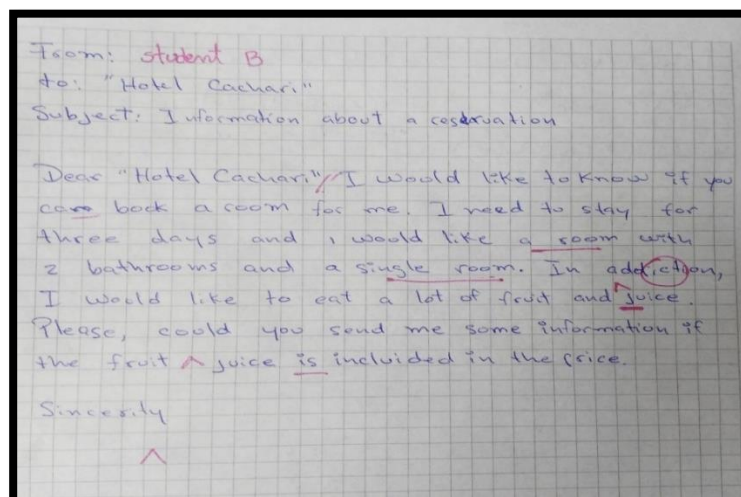 From: student B
to: "Hotel Cachari"
Subject: Information about a reservation
Dear "Hotel Cachari", I would like to know if you
can book a room for me. I need to stay for
three days and I would like a room with
2 bathrooms and a single room. In addiction,
I would like to eat a lot of fruit and juice.
Please, could you send me some information if
the fruit juice is incluided in the price.
Sincerity